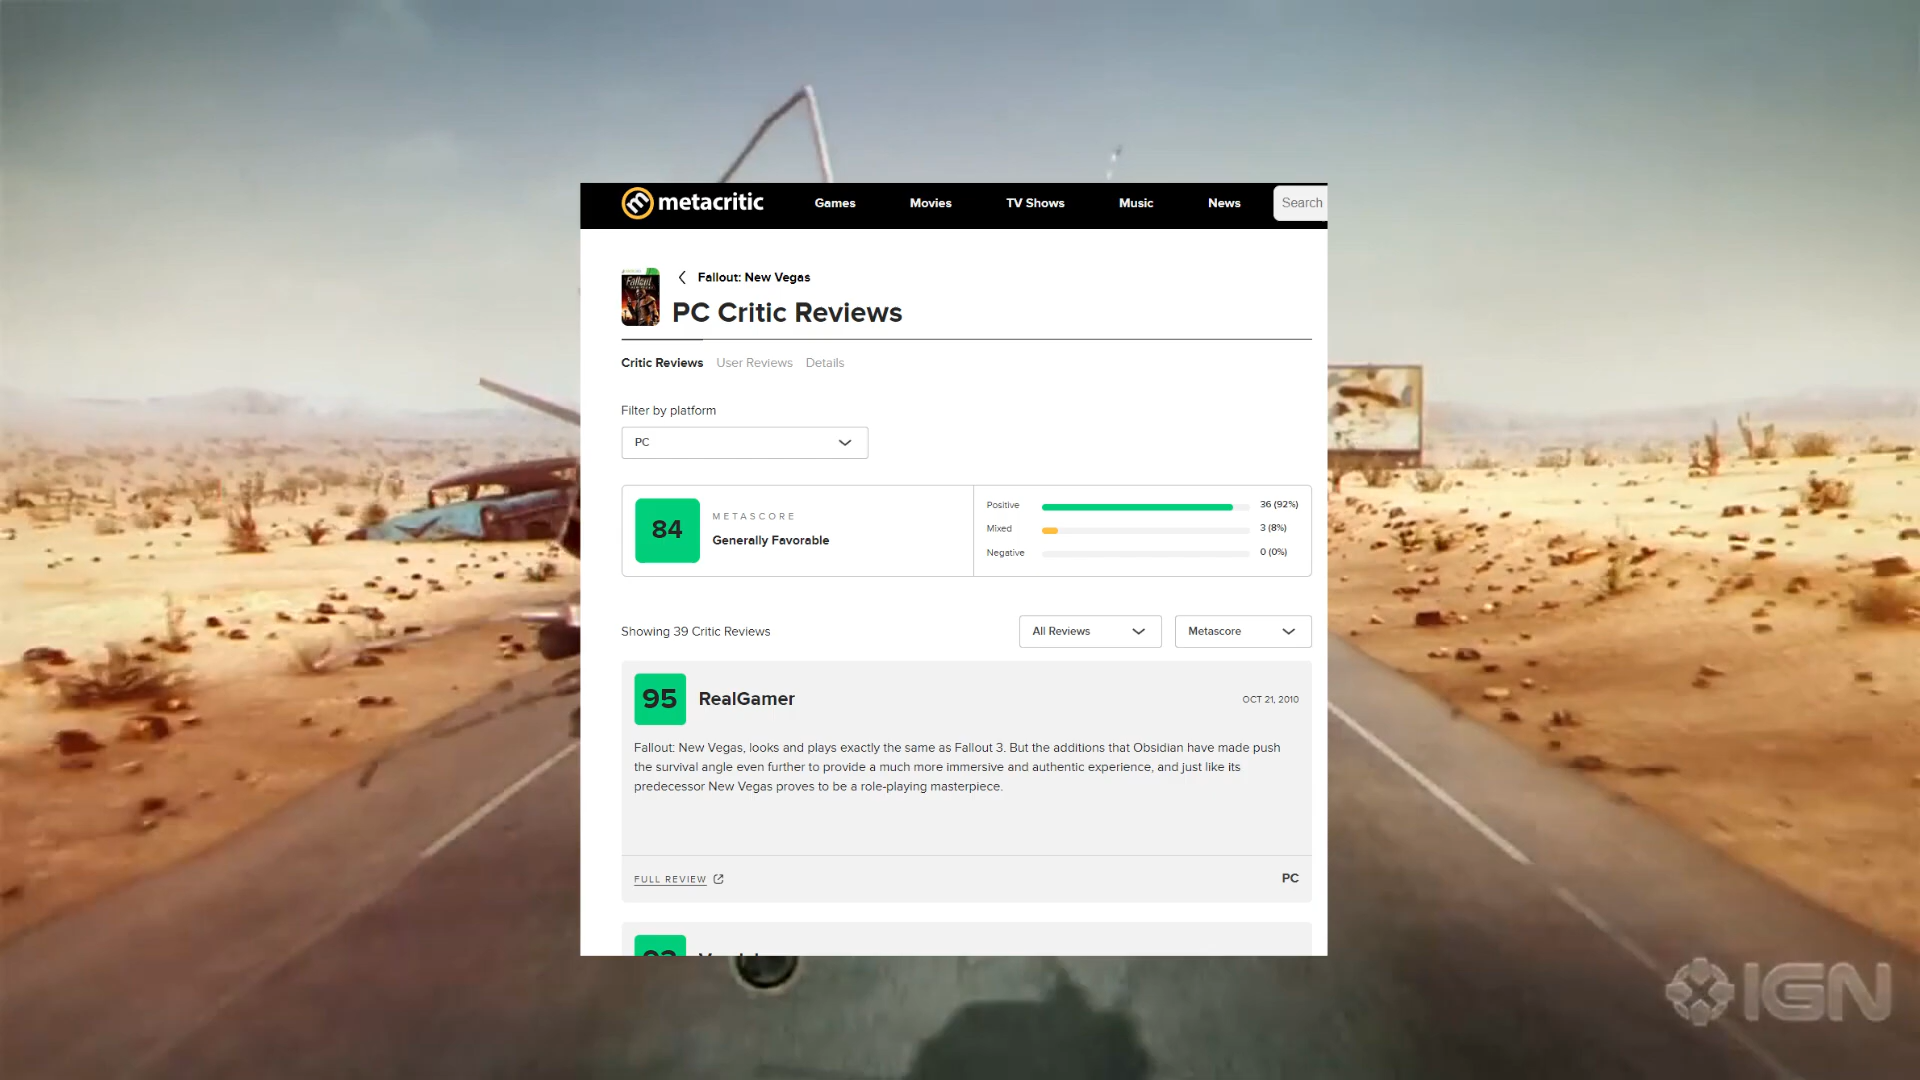 metacritic
Games
Movies
TV Shows
Music
News
Search
Fallout: New Vegas
PC Critic Reviews
Critic Reviews
User Reviews
Details
Filter by platform
PC
84
METASCORE
Generally Favorable
Positive
36 (92%)
Mixed
3 (8%)
Negative
0 (0%)
Showing 39 Critic Reviews
All Reviews
Metascore
95
RealGamer
OCT 21, 2010
Fallout: New Vegas, looks and plays exactly the same as Fallout 3. But the additions that Obsidian have made push
the survival angle even further to provide a much more immersive and authentic experience, and just like its
predecessor New Vegas proves to be a role-playing masterpiece.
FULL REVIEW
PC
IGN